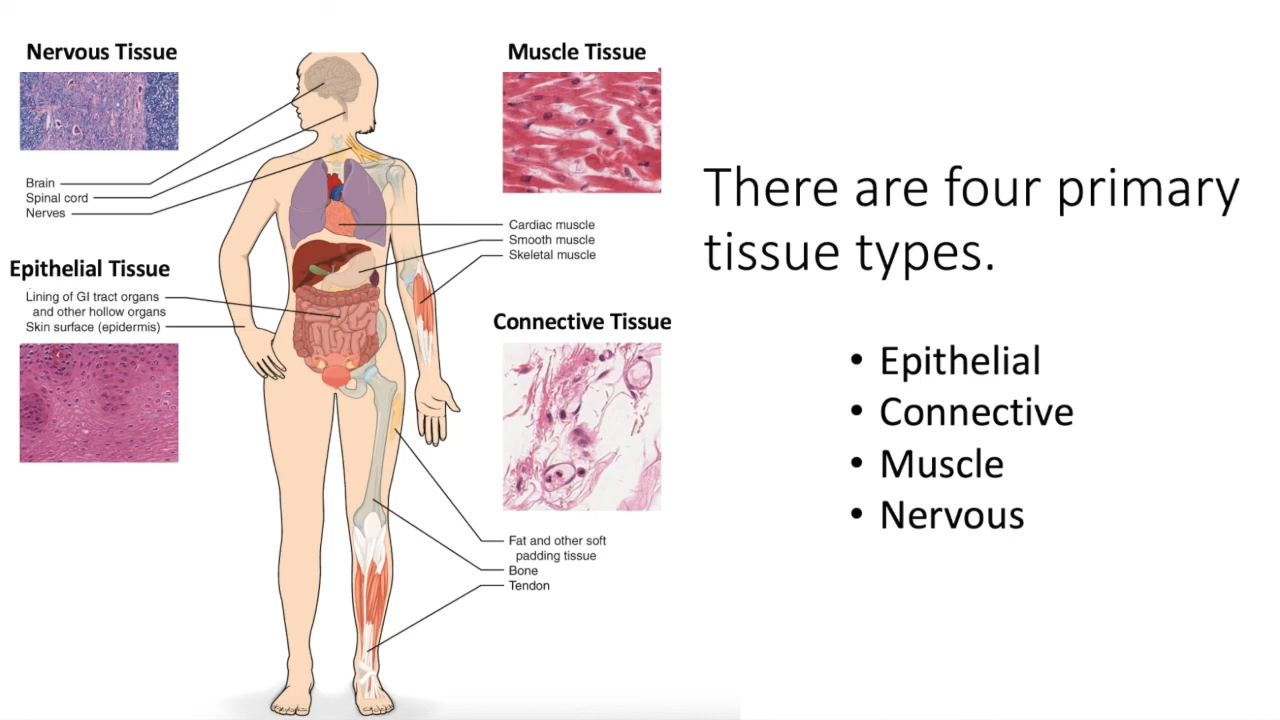 Nervous Tissue
Brain
Spinal cord
Nerves
Epithelial Tissue
Lining of GI tract organs
and other hollow organs
Skin surface (epidermis)
Muscle Tissue
Cardiac muscle
Smooth muscle
Skeletal muscle
Connective Tissue
Fat and other soft
padding tissue
Bone
Tendon
There are four primary
tissue types.
• Epithelial
• Connective
• Muscle
• Nervous